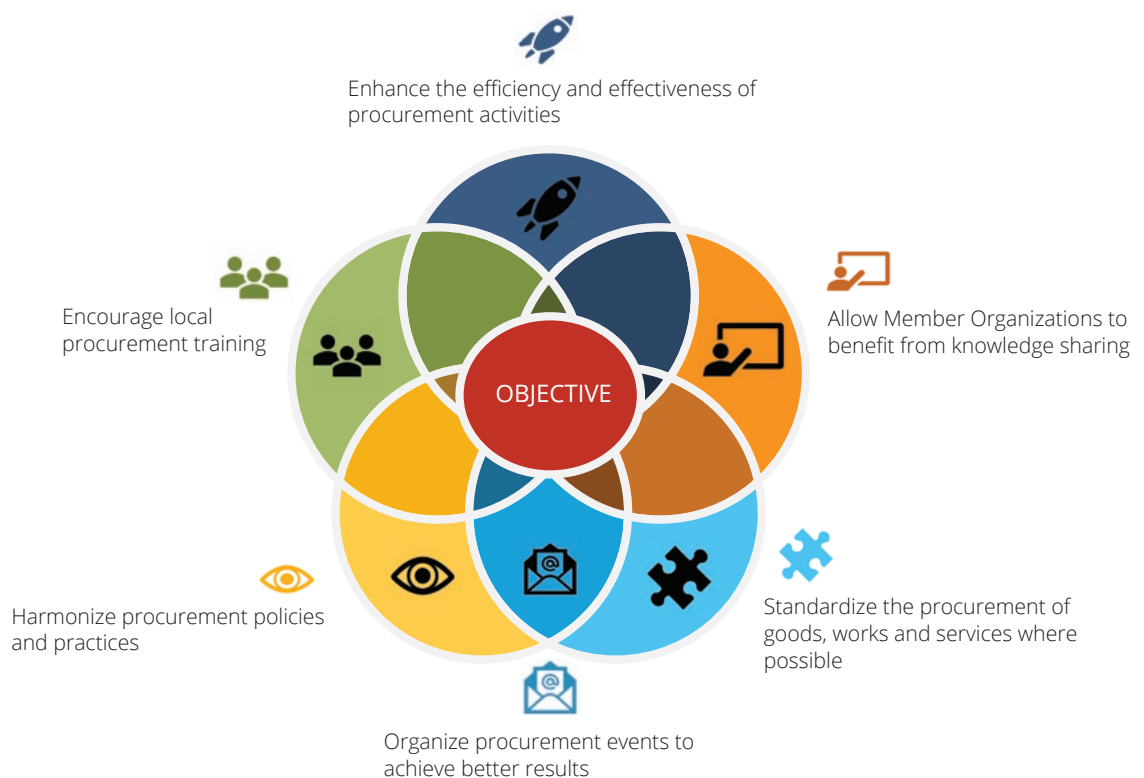 Enhance the efficiency and effectiveness of
procurement activities
Encourage local
procurement training
Allow Member Organizations to
benefit from knowledge sharing
OBJECTIVE
@
Harmonize procurement policies
and practices
Standardize the procurement of
goods, works and services where
possible
@
Organize procurement events to
achieve better results